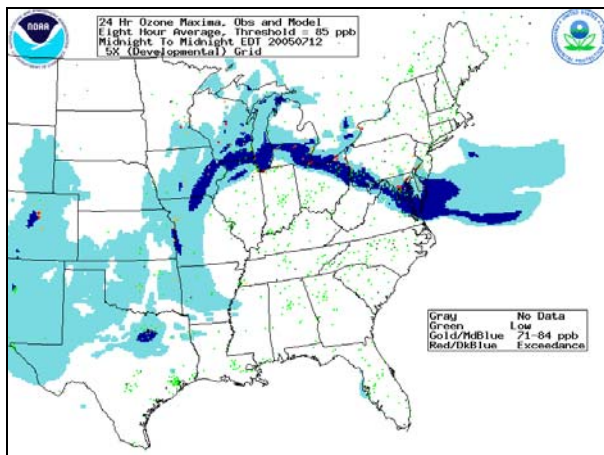 NOAA
24 Hr Ozone Maxima, Obs and Model
Eight Hour Average, Threshold = 85 ppb
Midnight To Midnight EDT 20050712
5X (Developmental) Grid
Gray No Data
Green Low
Gold/MdBlue 71-84 ppb
Red/DkBlue Exceedance